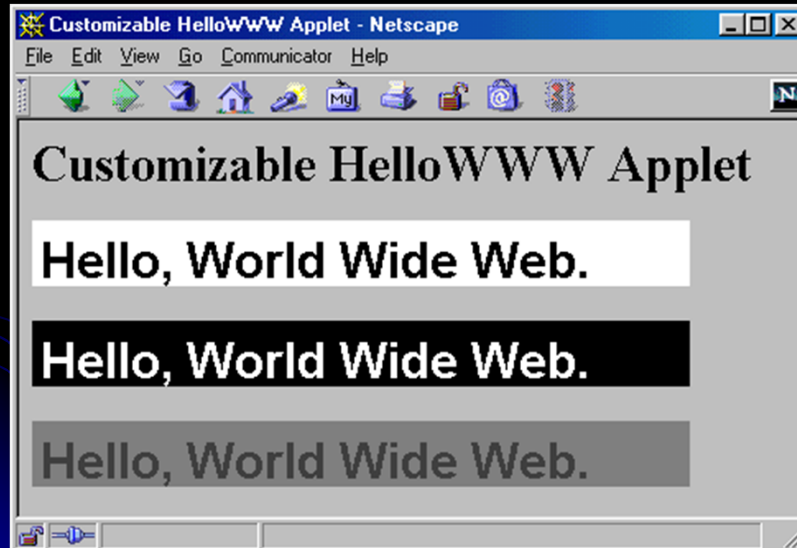 Customizable HelloWWW Applet - Netscape
File Edit View Go Communicator Help
My
@
N
Customizable HelloWWW Applet
Hello, World Wide Web.
Hello, World Wide Web.
Hello, World Wide Web.